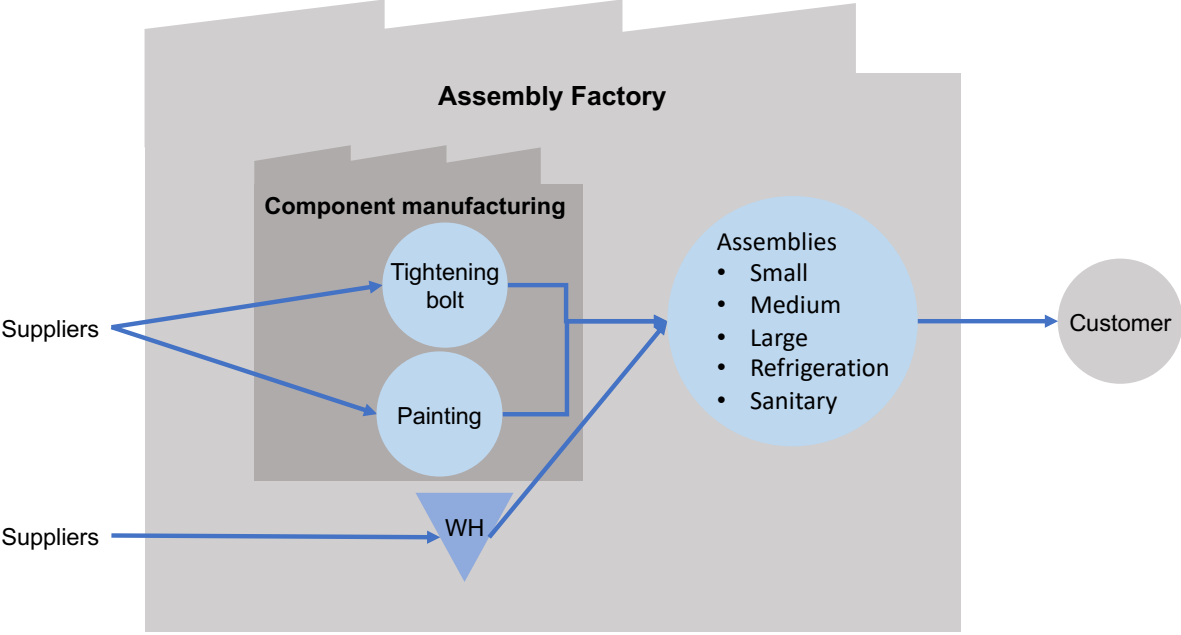 Assembly Factory
Component manufacturing
Tightening
bolt
Painting
WH
Suppliers
Suppliers
Assemblies
• Small
• Medium
• Large
• Refrigeration
• Sanitary
Customer